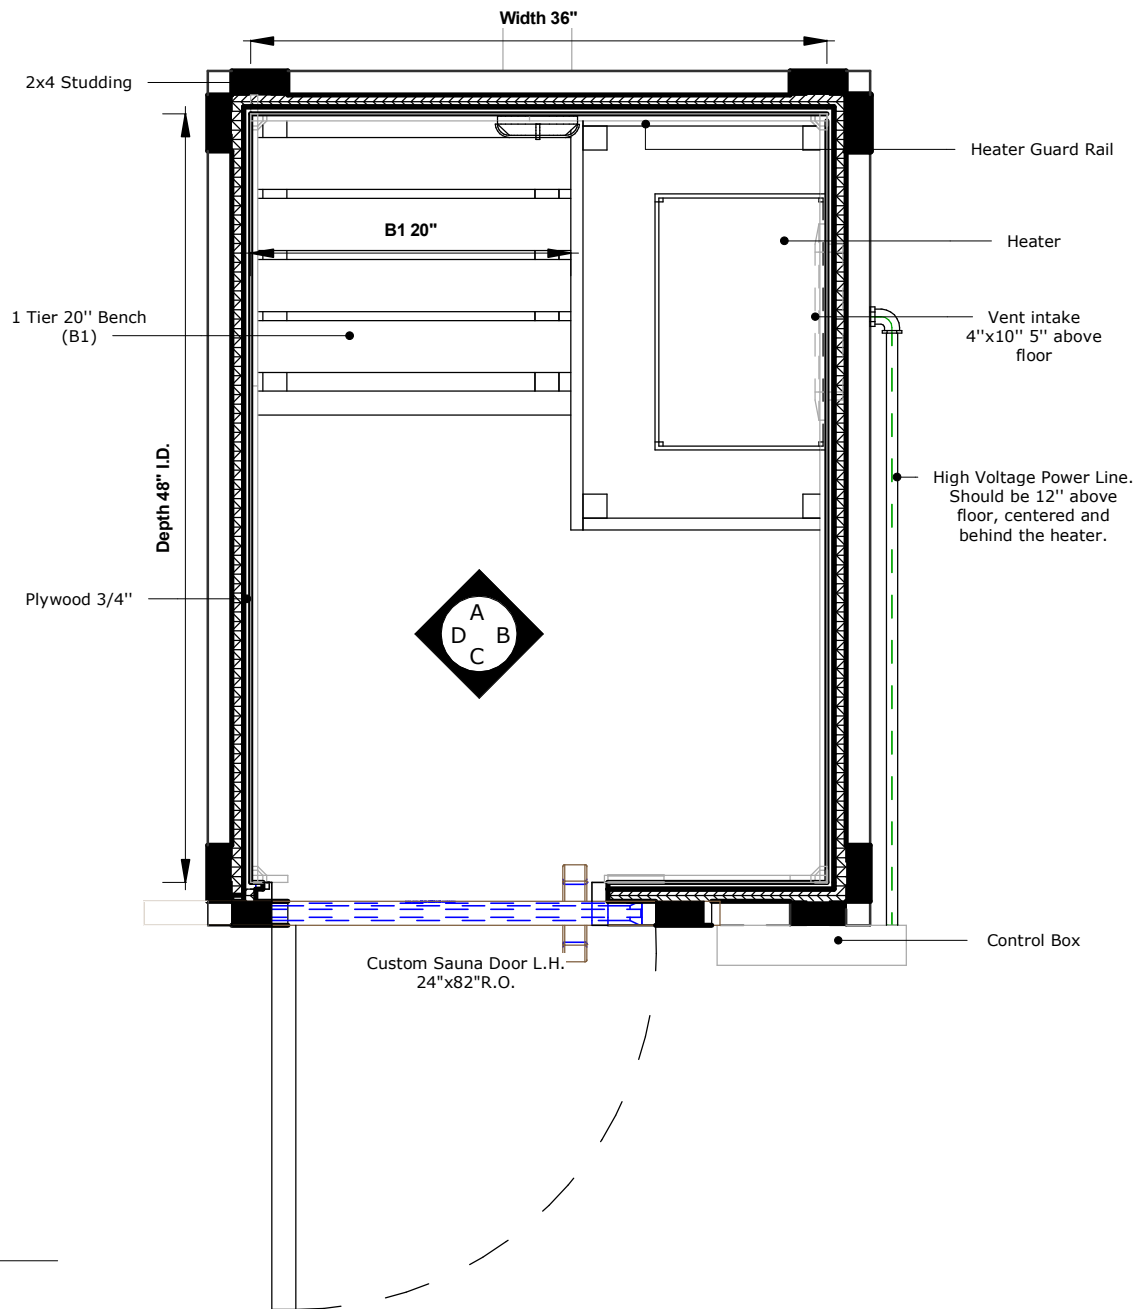 Width 36"
2x4 Studding
Heater Guard Rail
B1 20"
Heater
1 Tier 20'' Bench
(B1)
Vent intake
4''x10'' 5'' above
floor
Depth 48" I.D.
High Voltage Power Line.
Should be 12'' above
floor, centered and
behind the heater.
Plywood 3/4''
A
D B
C
Control Box
Custom Sauna Door L.H.
24"x82"R.O.